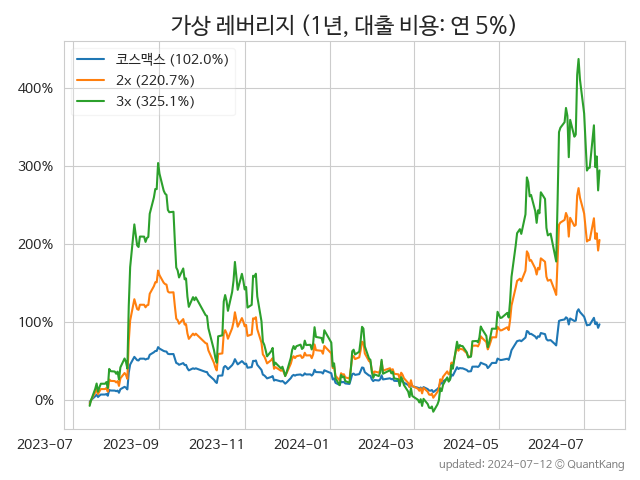 가상 레버리지 (1년, 대출 비용: 연 5%)
코스맥스 (102.0%)
2x (220.7%)
3x (325.1%)
400%
300%
200%
100%
0%
2023-07
2023-09
2023-11
2024-01
2024-03
2024-05
2024-07
updated: 2024-07-12 © QuantKang